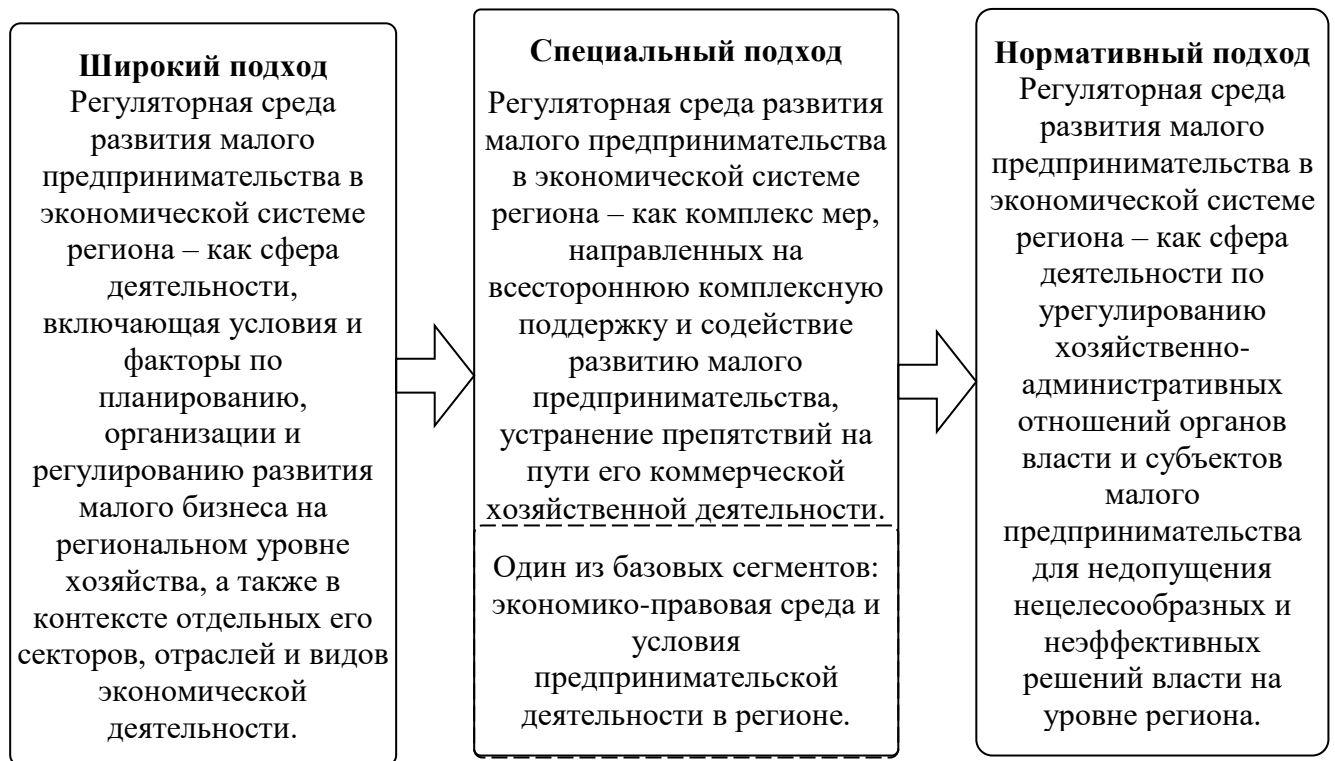 Широкий подход
Регуляторная среда
развития малого
предпринимательства в
экономической системе
региона – как сфера
деятельности,
включающая условия и
факторы по
планированию,
организации и
регулированию развития
малого бизнеса на
региональном уровне
хозяйства, а также в
контексте отдельных его
секторов, отраслей и видов
экономической
деятельности.
Специальный подход
Регуляторная среда развития
малого предпринимательства
в экономической системе
региона – как комплекс мер,
направленных на
всестороннюю комплексную
поддержку и содействие
развитию малого
предпринимательства,
устранение препятствий на
пути его коммерческой
хозяйственной деятельности.
Один из базовых сегментов:
экономико-правовая среда и
условия
предпринимательской
деятельности в регионе.
Нормативный подход
Регуляторная среда
развития малого
предпринимательства в
экономической системе
региона – как сфера
деятельности по
урегулированию
хозяйственно-
административных
отношений органов
власти и субъектов
малого
предпринимательства
для недопущения
нецелесообразных и
неэффективных
решений власти на
уровне региона.